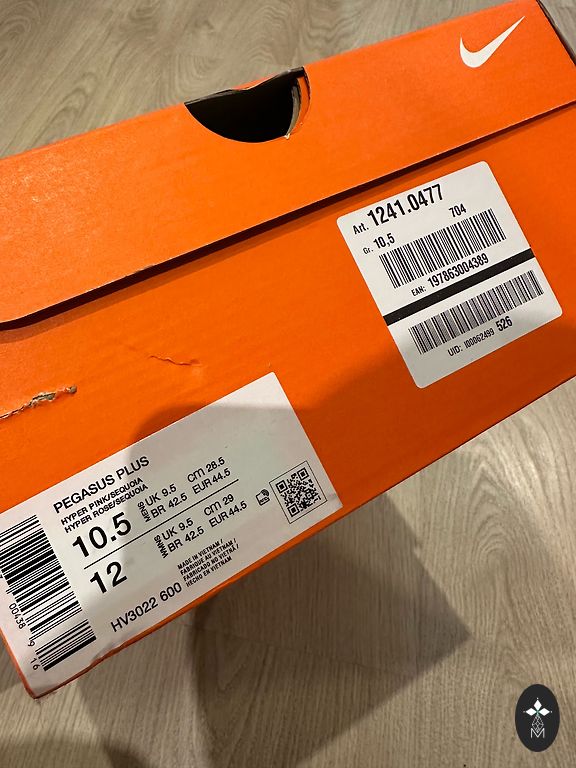 Art. 1241.0477
Gr. 10,5 704
EAN: 197863004389
UID: I00062499 526
PEGASUS PLUS
HYPER PINK/SEQUOIA
HYPER ROSE/SEQUOIA
10.5 MENS UK 9.5 cm 28.5
BR 42.5 EUR 44.5
12 WMNS UK 9.5 cm 29
BR 42.5 EUR 44.5
MADE IN VIETNAM /
FABRIQUÉ AU VIETNAM /
FABRICADO NO VIETNÃ /
HECHO EN VIETNAM
HV3022 600